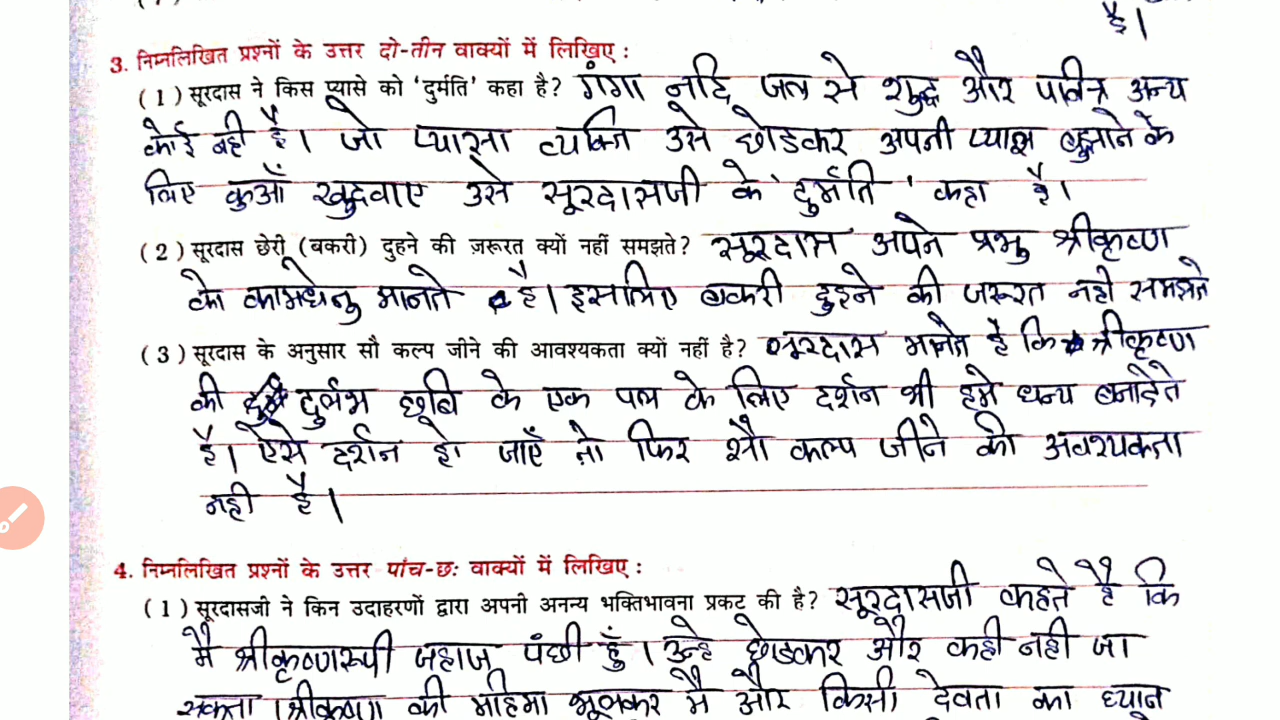 है।
3. निम्नलिखित प्रश्नों के उत्तर दो-तीन वाक्यों में लिखिए :
(1) सूरदास ने किस प्यासे को 'दुर्मति' कहा है? गंगा नदि जल से शुद्ध और पवित्र अन्य
कोई नही है। जो प्यासा व्यक्ति उसे छोडकर अपनी प्यास बुझाने के
लिए कुआँ खुदवाए उसे सूरदासजी के 'दुर्मति' कहा है।
(2) सूरदास छेरी (बकरी) दुहने की ज़रूरत क्यों नहीं समझते? सूरदास अपने प्रभु श्रीकृष्ण
को कामधेनु मानते है। इसलिए बकरी दुहने की जरूरत नही समझते
(3) सूरदास के अनुसार सौ कल्प जीने की आवश्यकता क्यों नहीं है? सूरदास मानते है कि श्रीकृष्ण
की दुर्लभ छबि के एक पल के लिए दर्शन भी हमे धन्य बनादेते
है। ऐसे दर्शन हो जाएँ तो फिर सौ कल्प जीने की अवश्यकता
नही है।
4. निम्नलिखित प्रश्नों के उत्तर पांच-छः वाक्यों में लिखिए :
(1) सूरदासजी ने किन उदाहरणों द्वारा अपनी अनन्य भक्तिभावना प्रकट की है? सूरदासजी कहते है कि
मै श्रीकृष्णरूपी जहाज पंछी हुँ। उन्हे छोडकर और कही नही जा
सकता। श्रीकृष्ण की महिमा भूलकर मै और किसी देवता का ध्यान